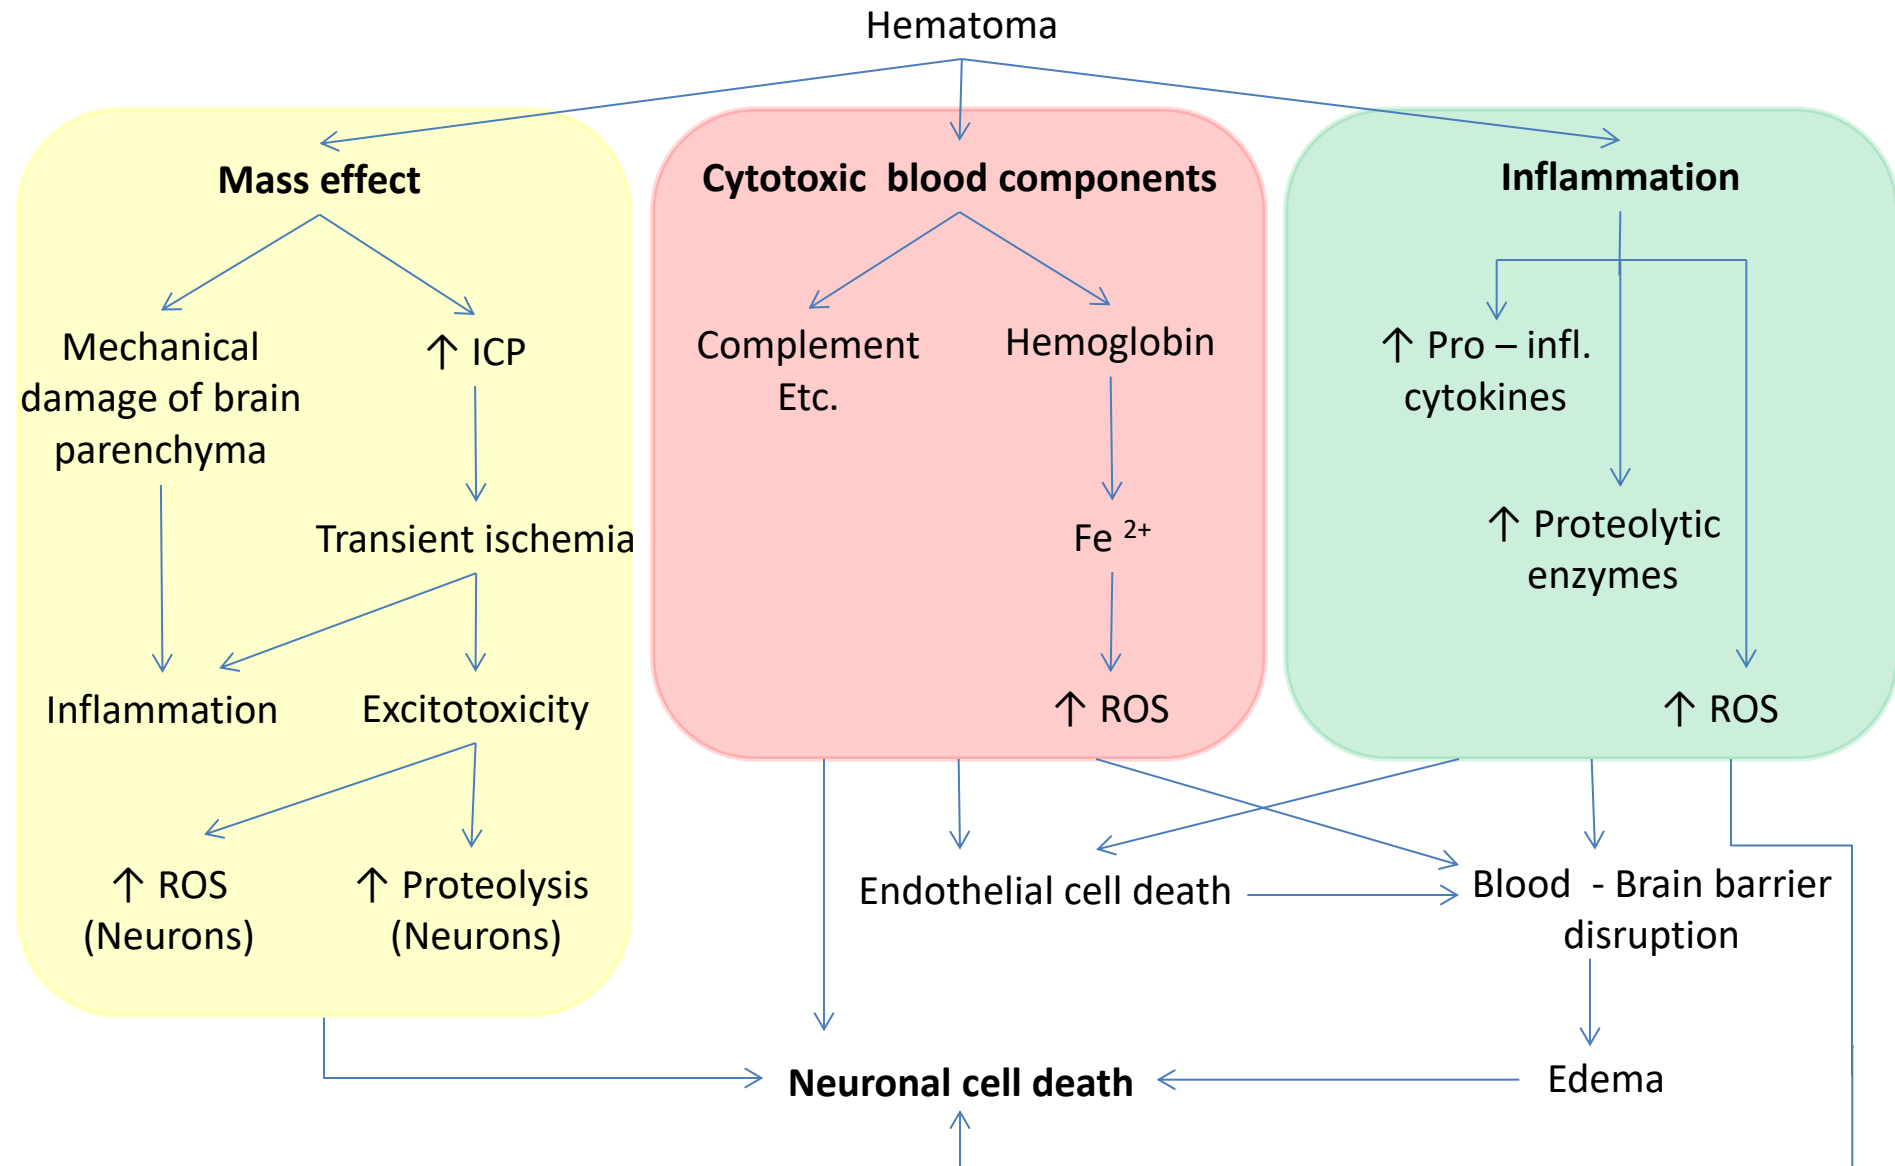 Hematoma
Mass effect
Mechanical
damage of brain
parenchyma
↑ ICP
Transient ischemia
Inflammation
Excitotoxicity
↑ ROS
(Neurons)
↑ Proteolysis
(Neurons)
Cytotoxic  blood components
Complement
Etc.
Hemoglobin
Fe ²⁺
↑ ROS
Inflammation
↑ Pro – infl.
cytokines
↑ Proteolytic
enzymes
↑ ROS
Endothelial cell death
Blood  - Brain barrier
disruption
Neuronal cell death
Edema